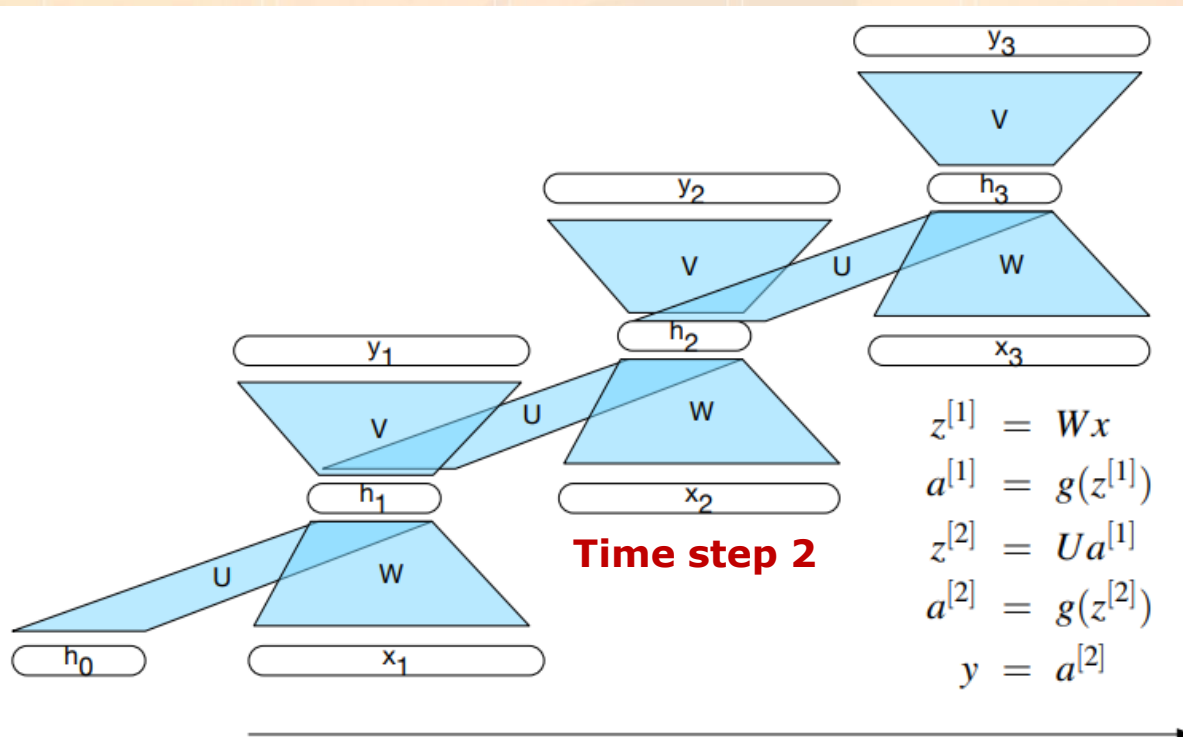 y₃
V
h₃
y₂
V
U
W
h₂
x₃
y₁
V
U
W
h₁
x₂
Time step 2
U
W
h₀
x₁
z^[1] = Wx
a^[1] = g(z^[1])
z^[2] = Ua^[1]
a^[2] = g(z^[2])
y = a^[2]